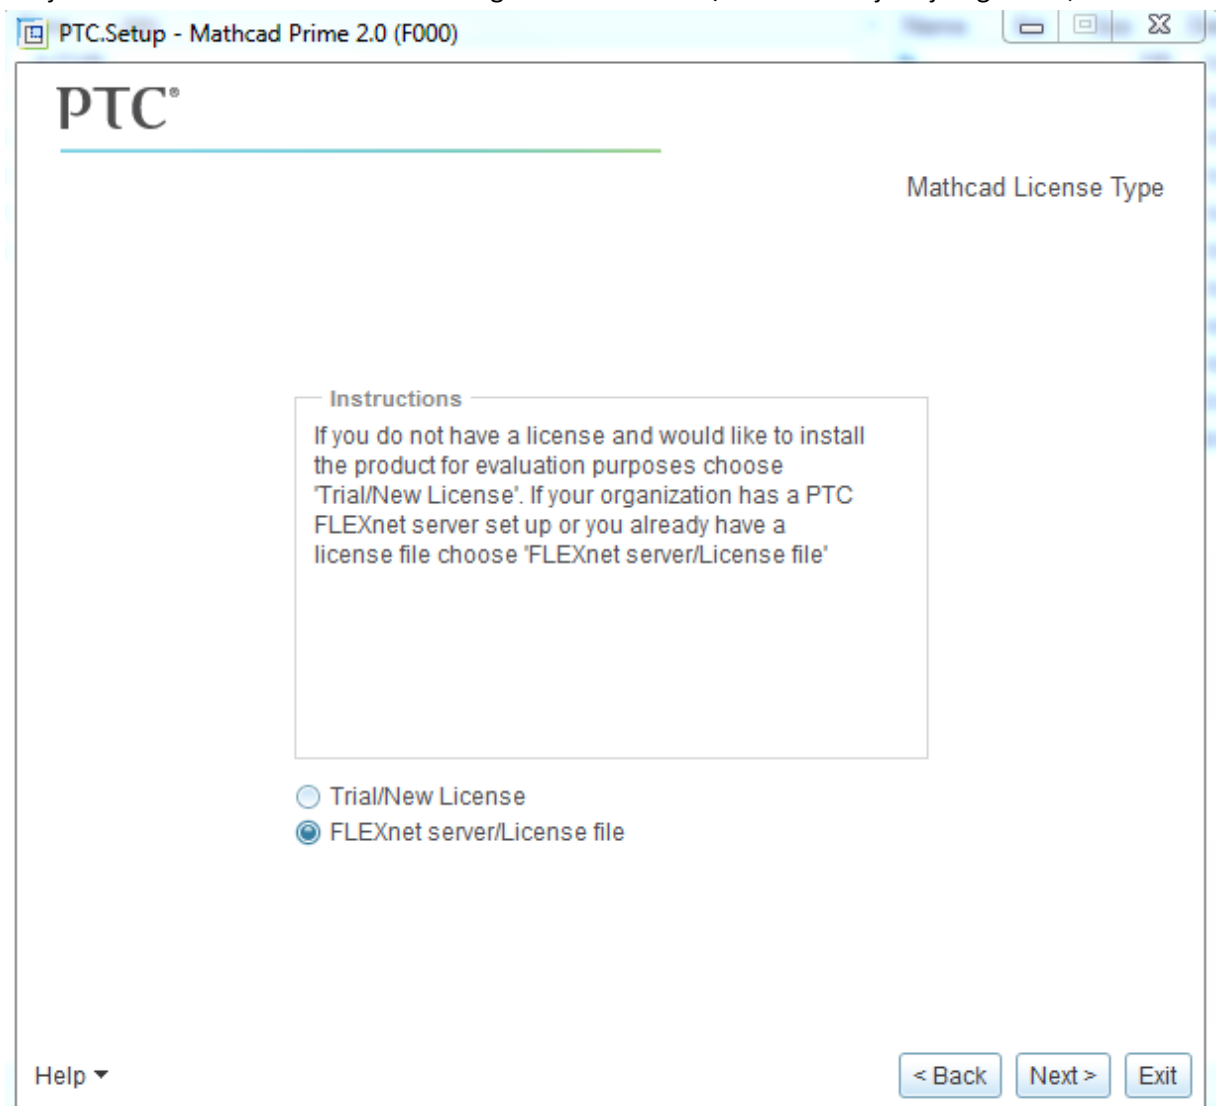 PTC.Setup - Mathcad Prime 2.0 (F000)
PTC®
Mathcad License Type
Instructions
If you do not have a license and would like to install
the product for evaluation purposes choose
'Trial/New License'. If your organization has a PTC
FLEXnet server set up or you already have a
license file choose 'FLEXnet server/License file'
Trial/New License
FLEXnet server/License file
Help
< Back Next > Exit